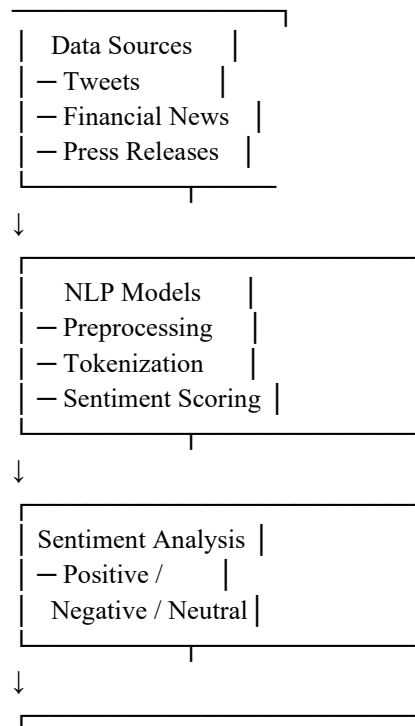 Data Sources
─ Tweets
─ Financial News
─ Press Releases
↓
NLP Models
─ Preprocessing
─ Tokenization
─ Sentiment Scoring
↓
Sentiment Analysis
─ Positive /
Negative / Neutral
↓